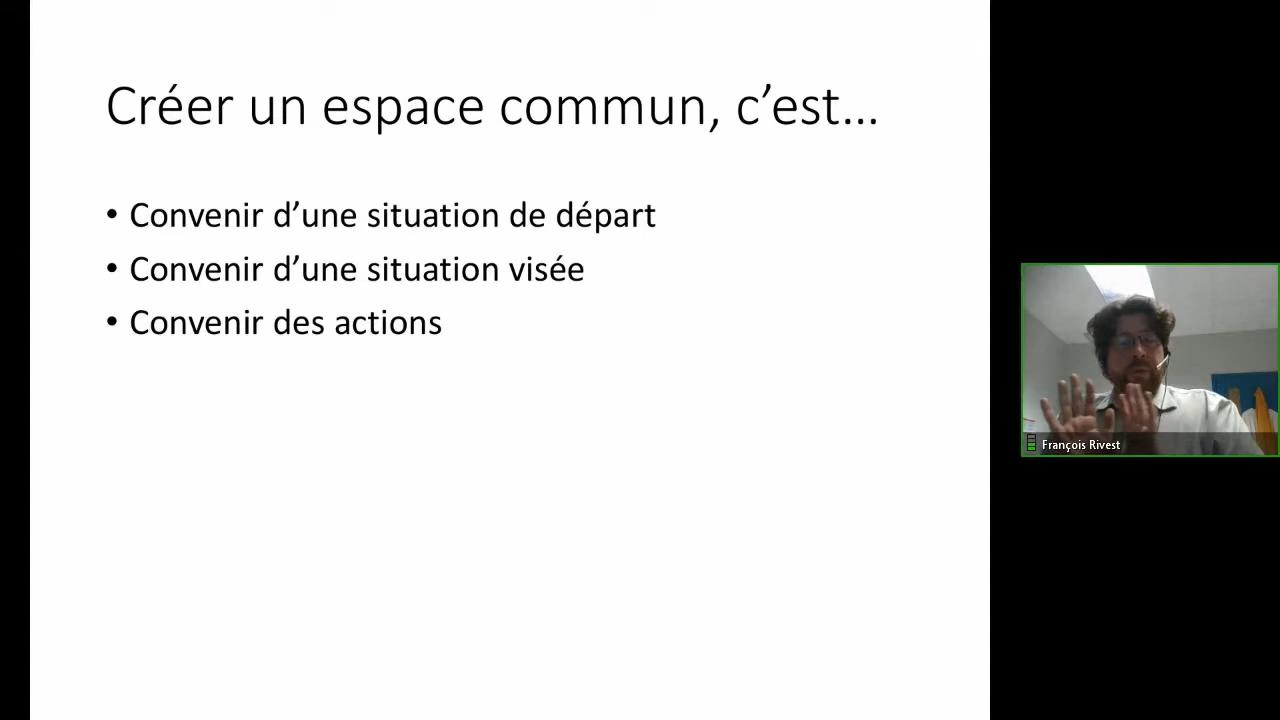 Créer un espace commun, c’est…
• Convenir d’une situation de départ
• Convenir d’une situation visée
• Convenir des actions
François Rivest